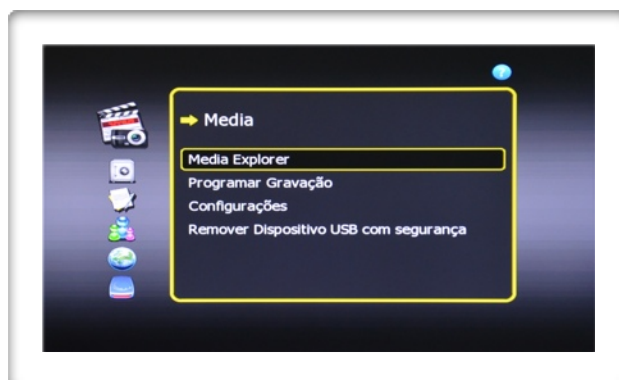 Media
Media Explorer
Programar Gravação
Configurações
Remover Dispositivo USB com segurança